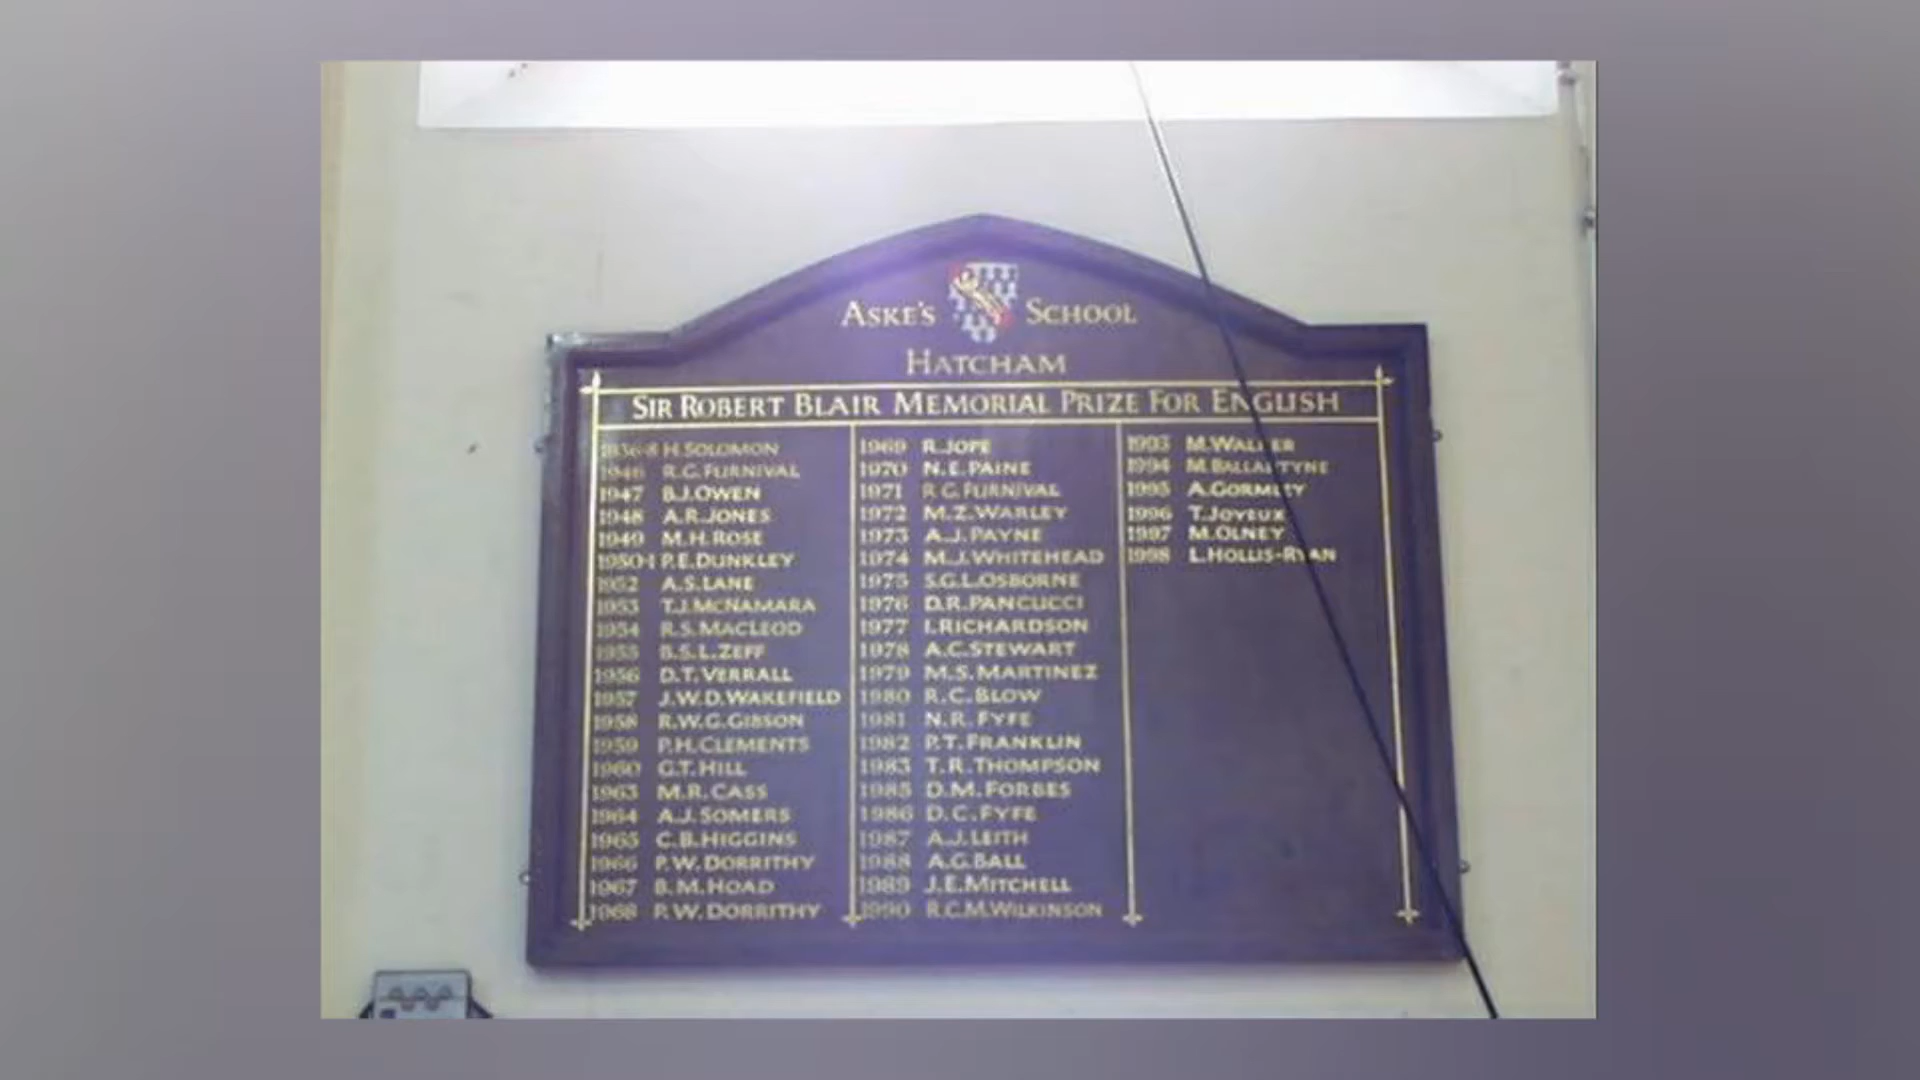 ASKE'S SCHOOL
HATCHAM
SIR ROBERT BLAIR MEMORIAL PRIZE FOR ENGLISH
1936-8 H.SOLOMON
1946 R.G.FURNIVAL
1947 B.J.OWEN
1948 A.R.JONES
1949 M.H.ROSE
1950-1 P.E.DUNKLEY
1952 A.S.LANE
1953 T.J.MCNAMARA
1954 R.S.MACLEOD
1955 B.S.L.ZEFF
1956 D.T.VERRALL
1957 J.W.D.WAKEFIELD
1958 R.W.G.GIBSON
1959 P.H.CLEMENTS
1960 G.T.HILL
1963 M.R.CASS
1964 A.J.SOMERS
1965 C.B.HIGGINS
1966 P.W.DORRITHY
1967 B.M.HOAD
1968 P.W.DORRITHY
1969 R.JOPE
1970 N.E.PAINE
1971 R.G.FURNIVAL
1972 M.Z.WARLEY
1973 A.J.PAYNE
1974 M.J.WHITEHEAD
1975 S.G.L.OSBORNE
1976 D.R.PANCUCCI
1977 I.RICHARDSON
1978 A.C.STEWART
1979 M.S.MARTINEZ
1980 R.C.BLOW
1981 N.R.FYFE
1982 P.T.FRANKLIN
1983 T.R.THOMPSON
1985 D.M.FORBES
1986 D.C.FYFE
1987 A.J.LEITH
1988 A.G.BALL
1989 J.E.MITCHELL
1990 R.C.M.WILKINSON
1993 M.WALKER
1994 M.BALLANTYNE
1995 A.GORMLEY
1996 T.JOYEUX
1997 M.OLNEY
1998 L.HOLLIS-RYAN